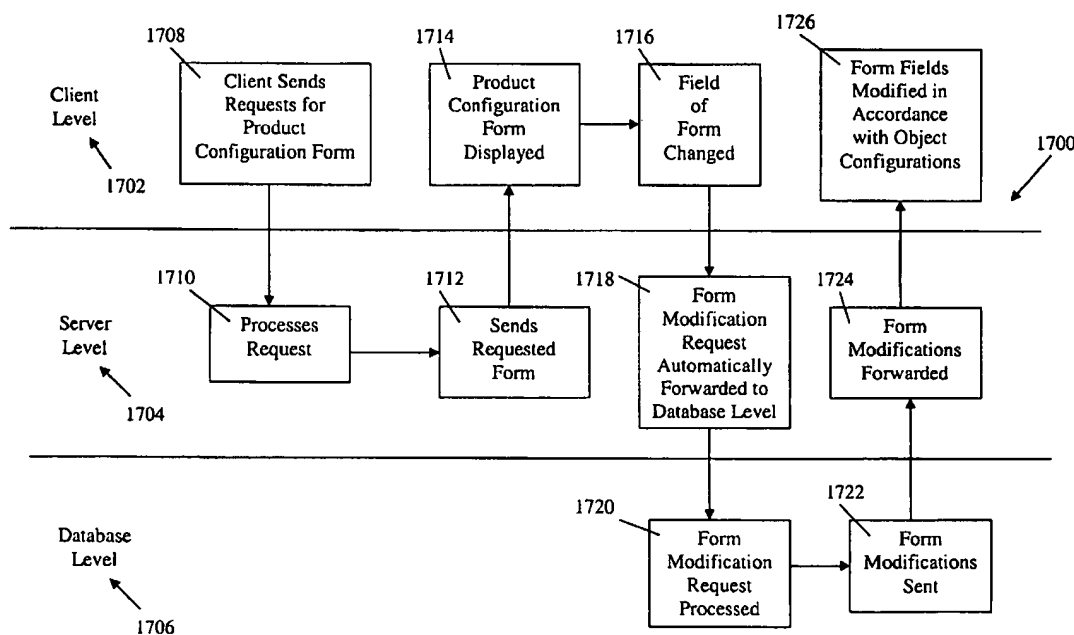 1708
1714
1716
1726
Client
Level
1702
Client Sends
Requests for
Product
Configuration Form
Product
Configuration
Form
Displayed
Field
of
Form
Changed
Form Fields
Modified in
Accordance
with Object
Configurations
1700
1710
1712
1718
1724
Server
Level
1704
Processes
Request
Sends
Requested
Form
Form
Modification
Request
Automatically
Forwarded to
Database Level
Form
Modifications
Forwarded
1720
1722
Database
Level
1706
Form
Modification
Request
Processed
Form
Modifications
Sent